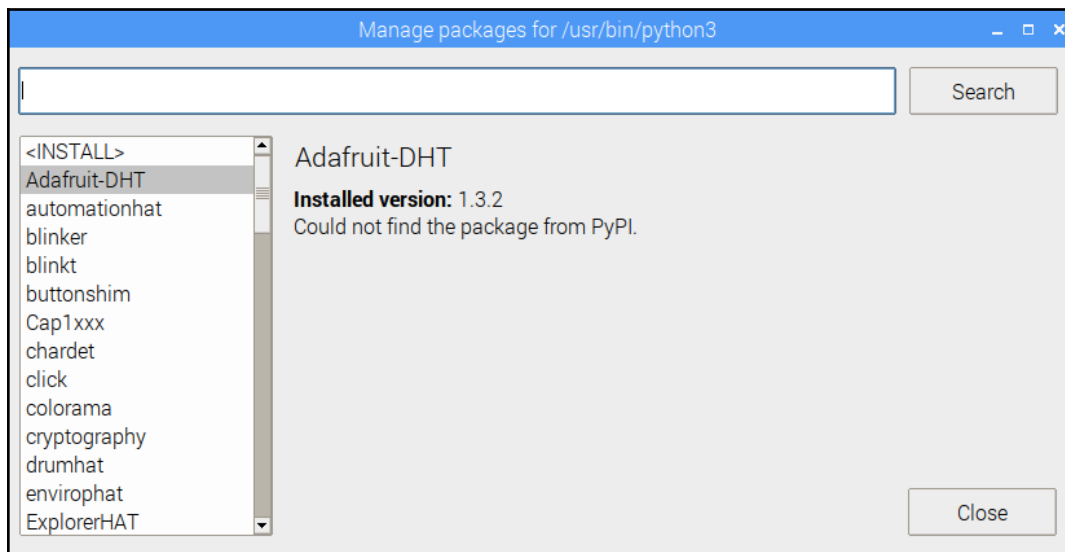 Manage packages for /usr/bin/python3
Search
<INSTALL>
Adafruit-DHT
automationhat
blinker
blinkt
buttonshim
Cap1xxx
chardet
click
colorama
cryptography
drumhat
envirophat
ExplorerHAT
Adafruit-DHT
Installed version: 1.3.2
Could not find the package from PyPI.
Close